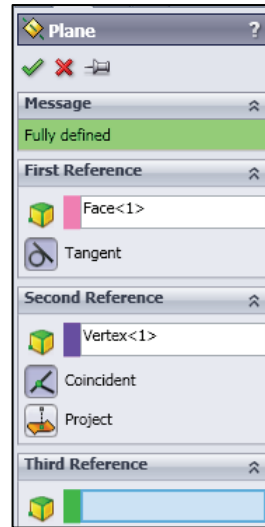 Plane ?
Message
Fully defined
First Reference
Face<1>
Tangent
Second Reference
Vertex<1>
Coincident
Project
Third Reference